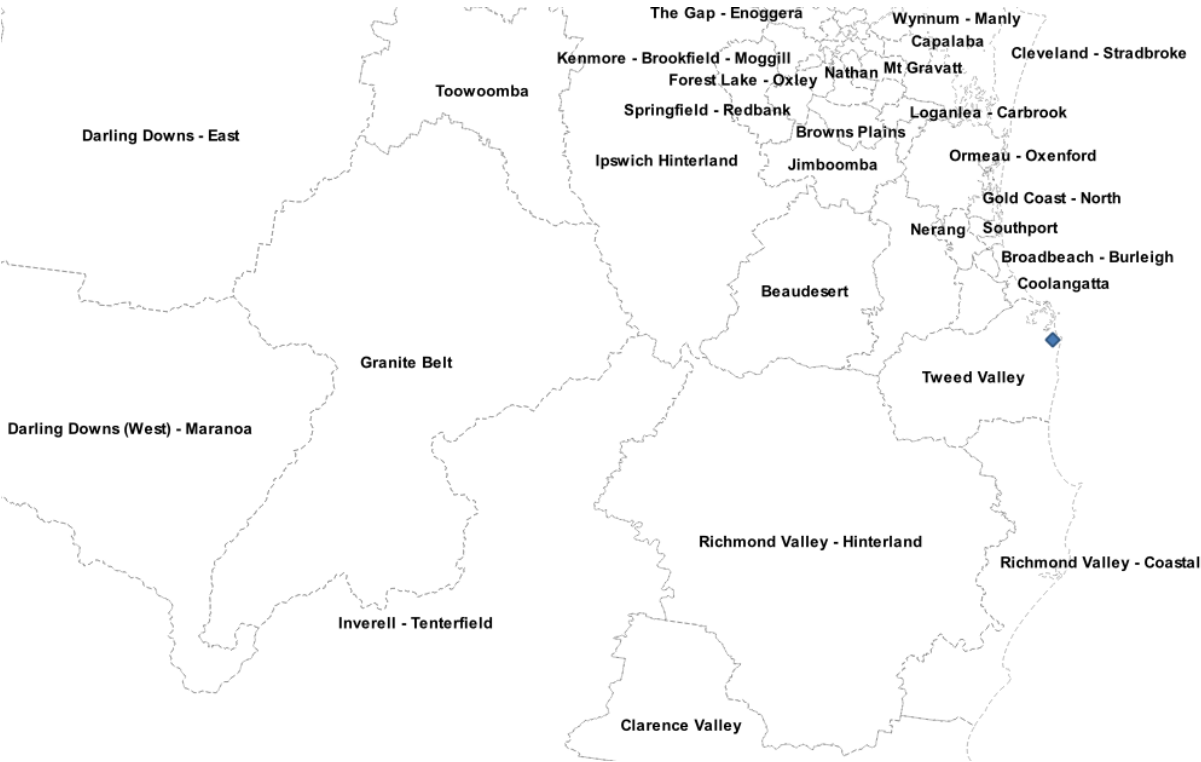 The Gap - Enoggera
Wynnum - Manly
Capalaba
Cleveland - Stradbroke
Kenmore - Brookfield - Moggill
Nathan
Mt Gravatt
Forest Lake - Oxley
Toowoomba
Springfield - Redbank
Loganlea - Carbrook
Darling Downs - East
Browns Plains
Ormeau - Oxenford
Ipswich Hinterland
Jimboomba
Gold Coast - North
Nerang
Southport
Broadbeach - Burleigh
Coolangatta
Beaudesert
Granite Belt
Tweed Valley
Darling Downs (West) - Maranoa
Richmond Valley - Hinterland
Richmond Valley - Coastal
Inverell - Tenterfield
Clarence Valley